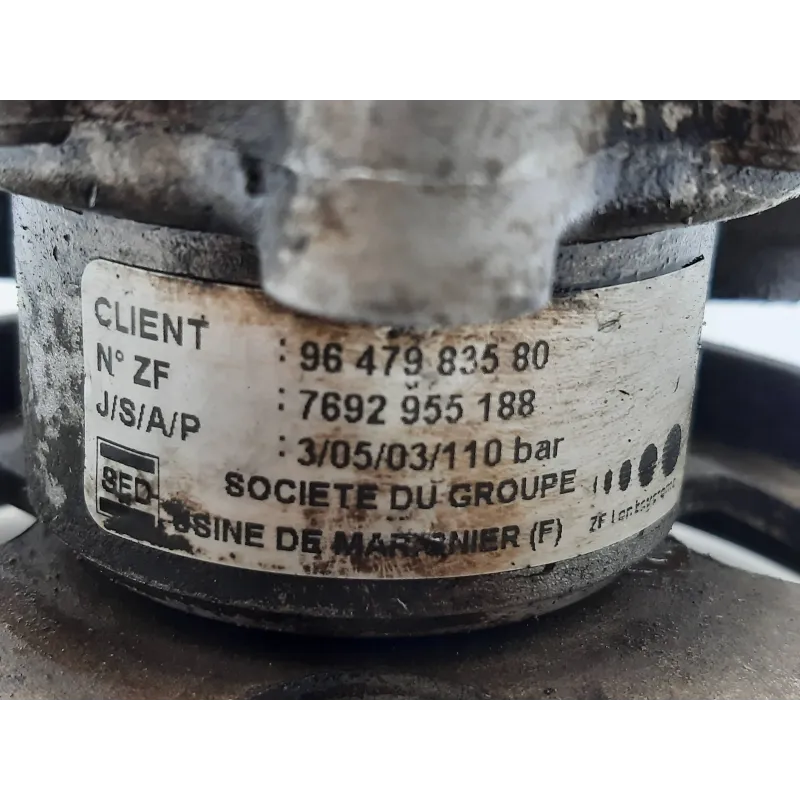 CLIENT : 96 479 835 80
N° ZF : 7692 955 188
J/S/A/P : 3/05/03/110 bar
SED SOCIETE DU GROUPE
USINE DE MARIGNIER (F) ZF Lenksysteme